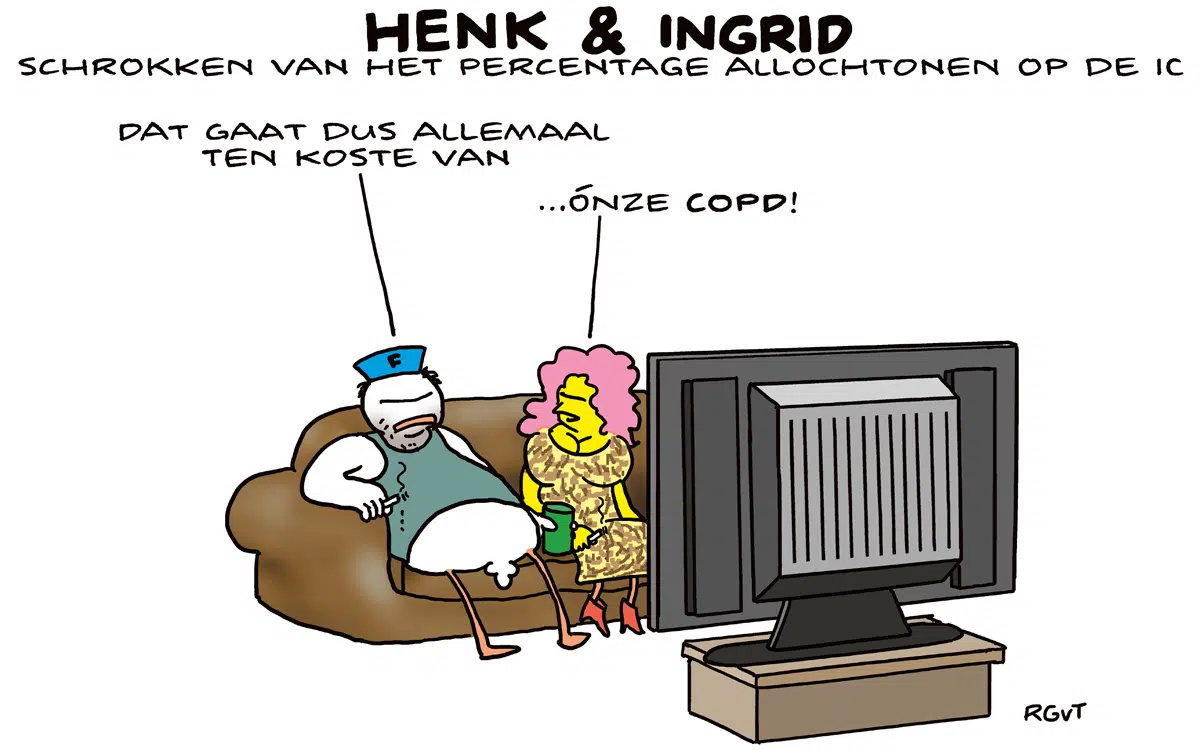 HENK & INGRID
SCHROKKEN VAN HET PERCENTAGE ALLOCHTONEN OP DE IC
DAT GAAT DUS ALLEMAAL
TEN KOSTE VAN
...ÓNZE COPD!
F
RGvT